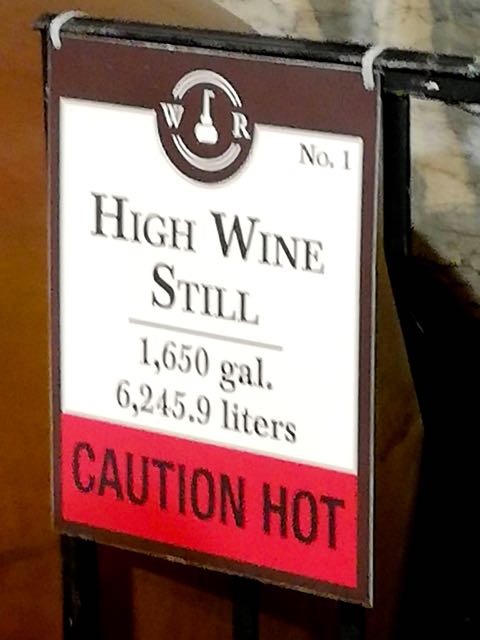 W R
No. 1
HIGH WINE
STILL
1,650 gal.
6,245.9 liters
CAUTION HOT